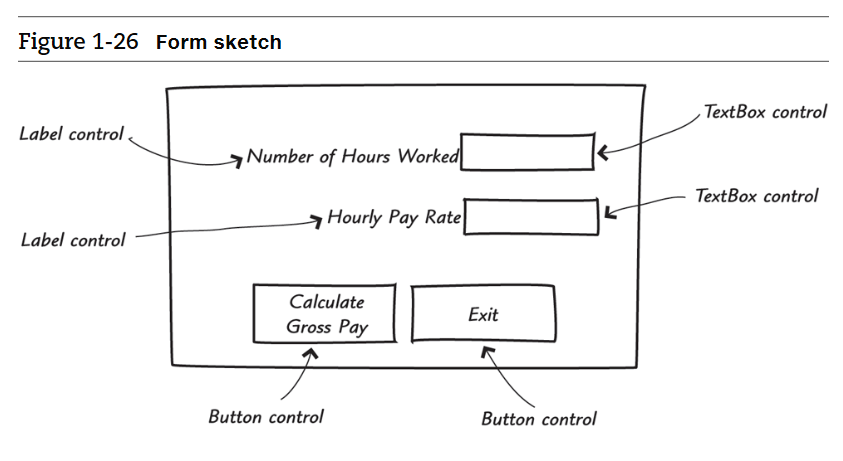 Figure 1-26 Form sketch
TextBox control
Label control
Number of Hours Worked
TextBox control
Hourly Pay Rate
Label control
Calculate
Gross Pay
Exit
Button control
Button control